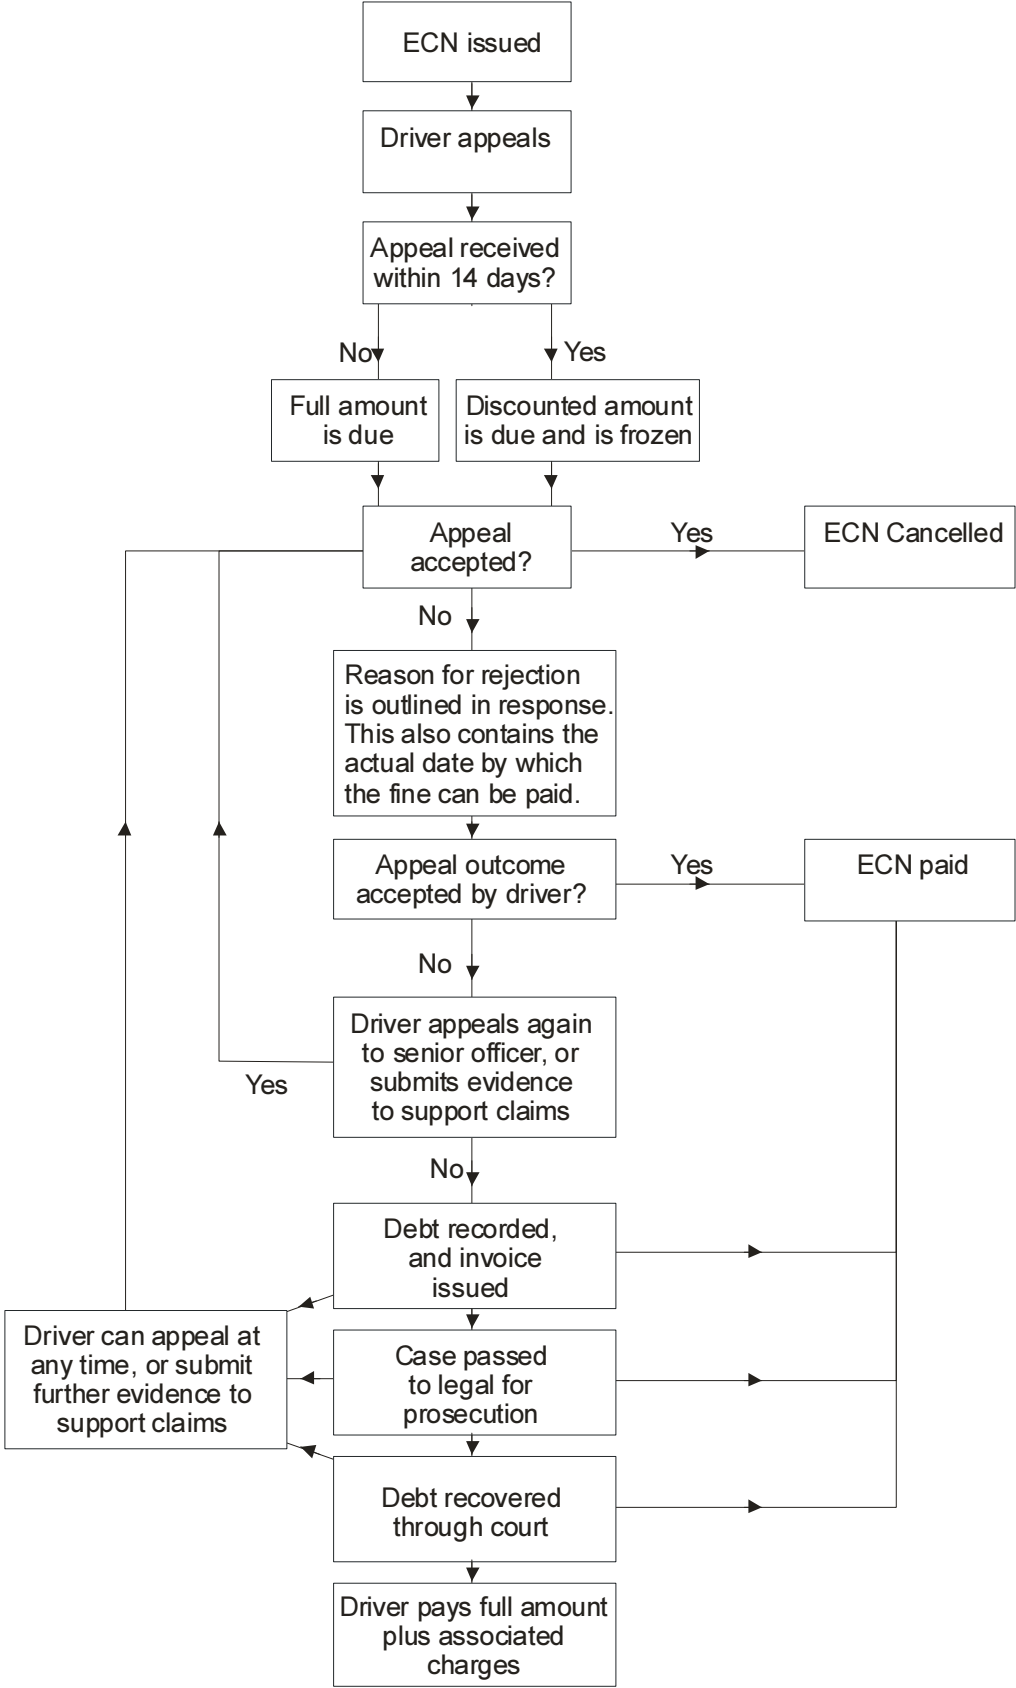 ECN issued
Driver appeals
Appeal received
within 14 days?
No
Yes
Full amount
is due
Discounted amount
is due and is frozen
Appeal
accepted?
Yes
ECN Cancelled
No
Reason for rejection
is outlined in response.
This also contains the
actual date by which
the fine can be paid.
Appeal outcome
accepted by driver?
Yes
ECN paid
No
Driver appeals again
to senior officer, or
submits evidence
to support claims
Yes
No
Debt recorded,
and invoice
issued
Driver can appeal at
any time, or submit
further evidence to
support claims
Case passed
to legal for
prosecution
Debt recovered
through court
Driver pays full amount
plus associated
charges